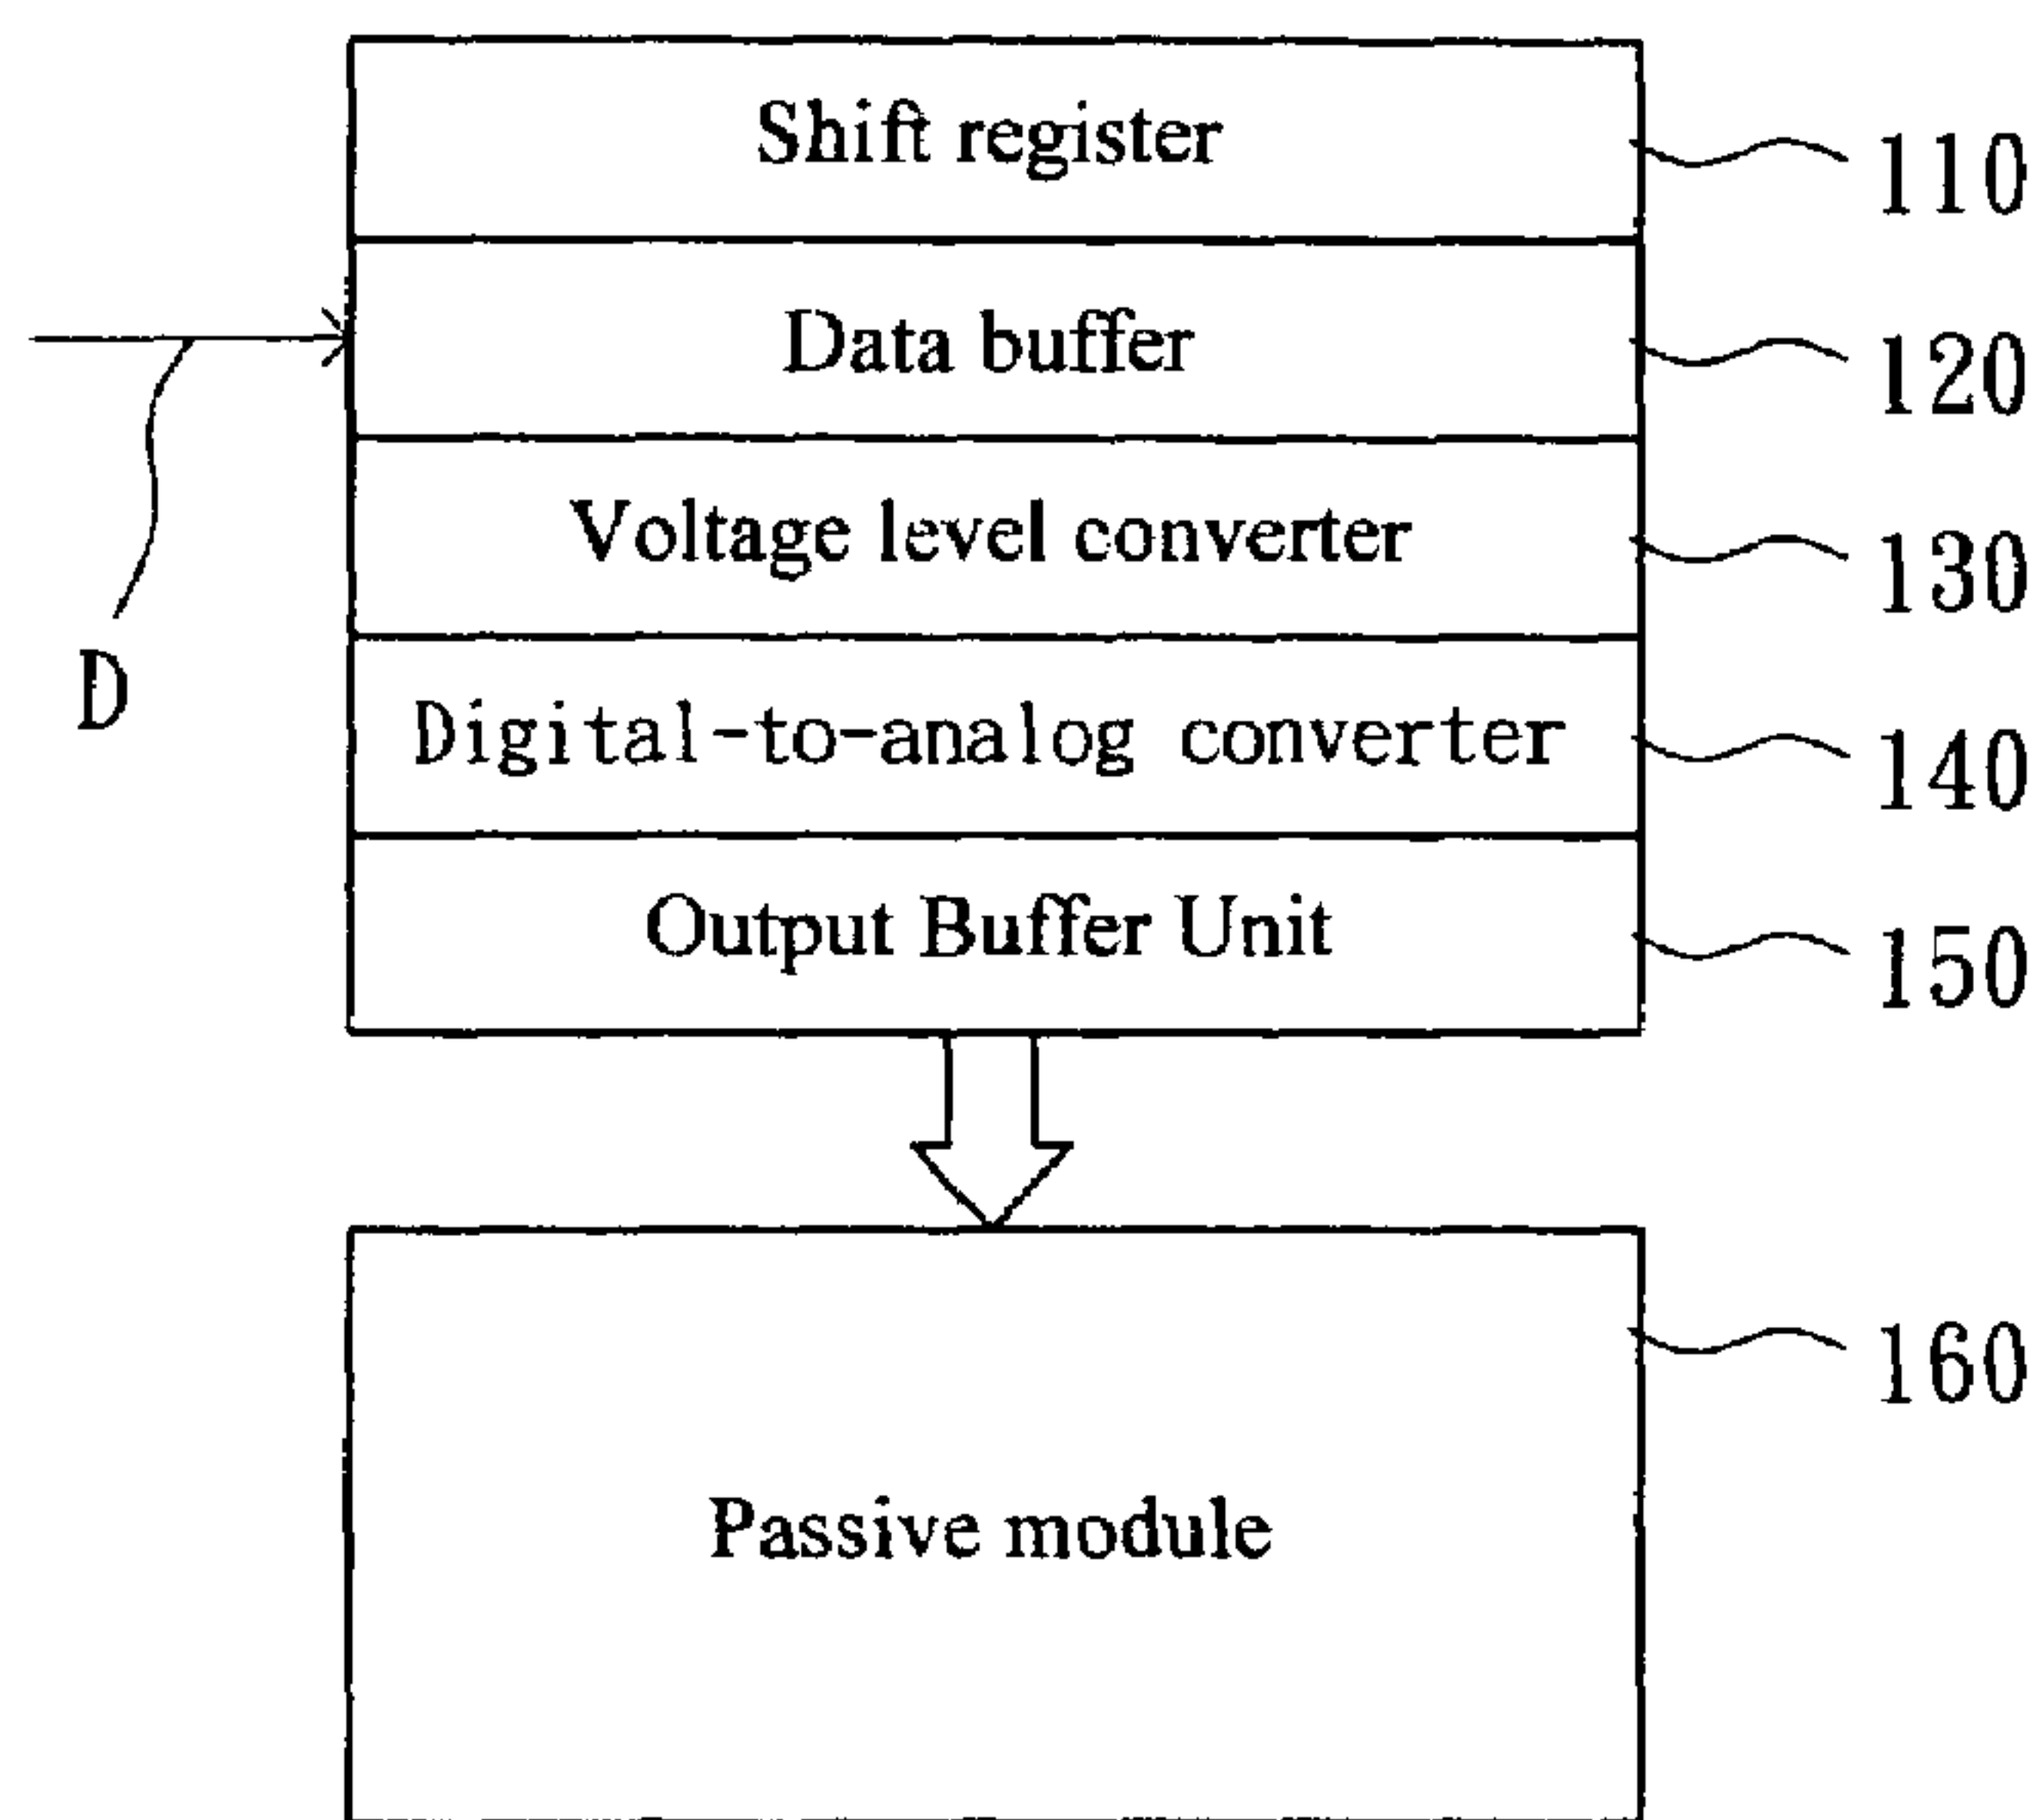 Shift register
110
Data buffer
120
Voltage level converter
130
D
Digital-to-analog converter
140
Output Buffer Unit
150
160
Passive module